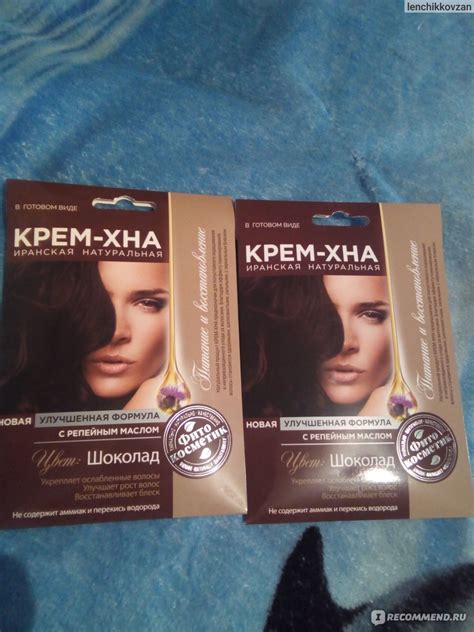 lenchikkovzan
В ГОТОВОМ ВИДЕ
КРЕМ-ХНА
ИРАНСКАЯ НАТУРАЛЬНАЯ
Питание и восстановление
НОВАЯ
УЛУЧШЕННАЯ ФОРМУЛА
С РЕПЕЙНЫМ МАСЛОМ
Фито
косметик
Цвет: Шоколад
Укрепляет ослабленные волосы
Улучшает рост волос
Восстанавливает блеск
Не содержит аммиак и перекись водорода
В ГОТОВОМ ВИДЕ
КРЕМ-ХНА
ИРАНСКАЯ НАТУРАЛЬНАЯ
Питание и восстановление
НОВАЯ
УЛУЧШЕННАЯ ФОРМУЛА
С РЕПЕЙНЫМ МАСЛОМ
Фито
косметик
Цвет: Шоколад
Укрепляет ослабленные
Улучшает рост
Восстанавливает блеск
Не содержит аммиак и перекись водорода
IRECOMMEND.RU